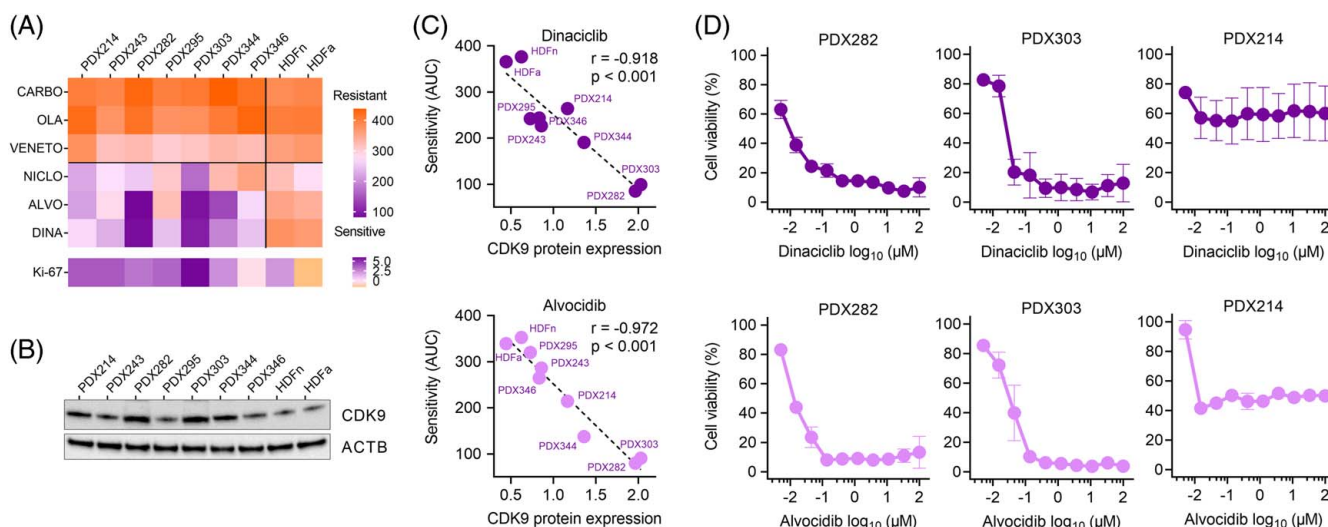 (A)
PDX214
PDX243
PDX282
PDX295
PDX303
PDX344
PDX346
HDFn
HDFa
CARBO
OLA
VENETO
NICLO
ALVO
DINA
Ki-67
Resistant
400
300
200
100
Sensitive
5.0
2.5
0
(B)
PDX214
PDX243
PDX282
PDX295
PDX303
PDX344
PDX346
HDFn
HDFa
CDK9
ACTB
(C)
Dinaciclib
r = -0.918
p < 0.001
HDFn
HDFa
PDX214
PDX295
PDX346
PDX243
PDX344
PDX303
PDX282
Sensitivity (AUC)
400
300
200
100
0.5
1.0
1.5
2.0
CDK9 protein expression
Alvocidib
r = -0.972
p < 0.001
HDFn
PDX295
HDFa
PDX243
PDX346
PDX214
PDX344
PDX303
PDX282
Sensitivity (AUC)
400
300
200
100
0.5
1.0
1.5
2.0
CDK9 protein expression
(D)
PDX282
Cell viability (%)
100
80
60
40
20
0
-2
-1
0
1
2
Dinaciclib log10 (µM)
PDX303
100
80
60
40
20
0
-2
-1
0
1
2
Dinaciclib log10 (µM)
PDX214
100
80
60
40
20
0
-2
-1
0
1
2
Dinaciclib log10 (µM)
PDX282
Cell viability (%)
100
80
60
40
20
0
-2
-1
0
1
2
Alvocidib log10 (µM)
PDX303
100
80
60
40
20
0
-2
-1
0
1
2
Alvocidib log10 (µM)
PDX214
100
80
60
40
20
0
-2
-1
0
1
2
Alvocidib log10 (µM)